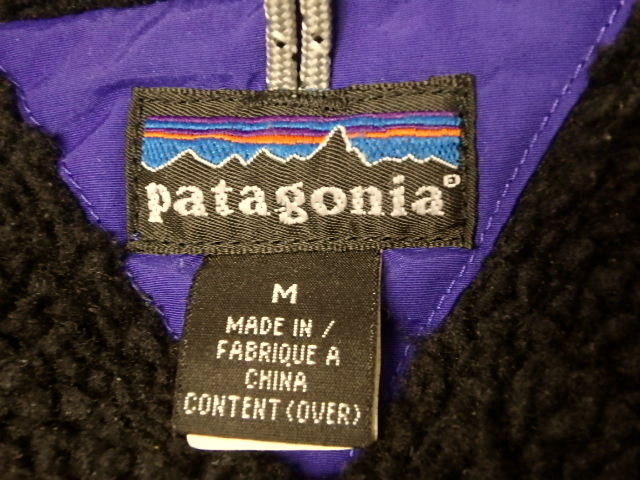 patagonia®
M
MADE IN /
FABRIQUE A
CHINA
CONTENT (OVER)